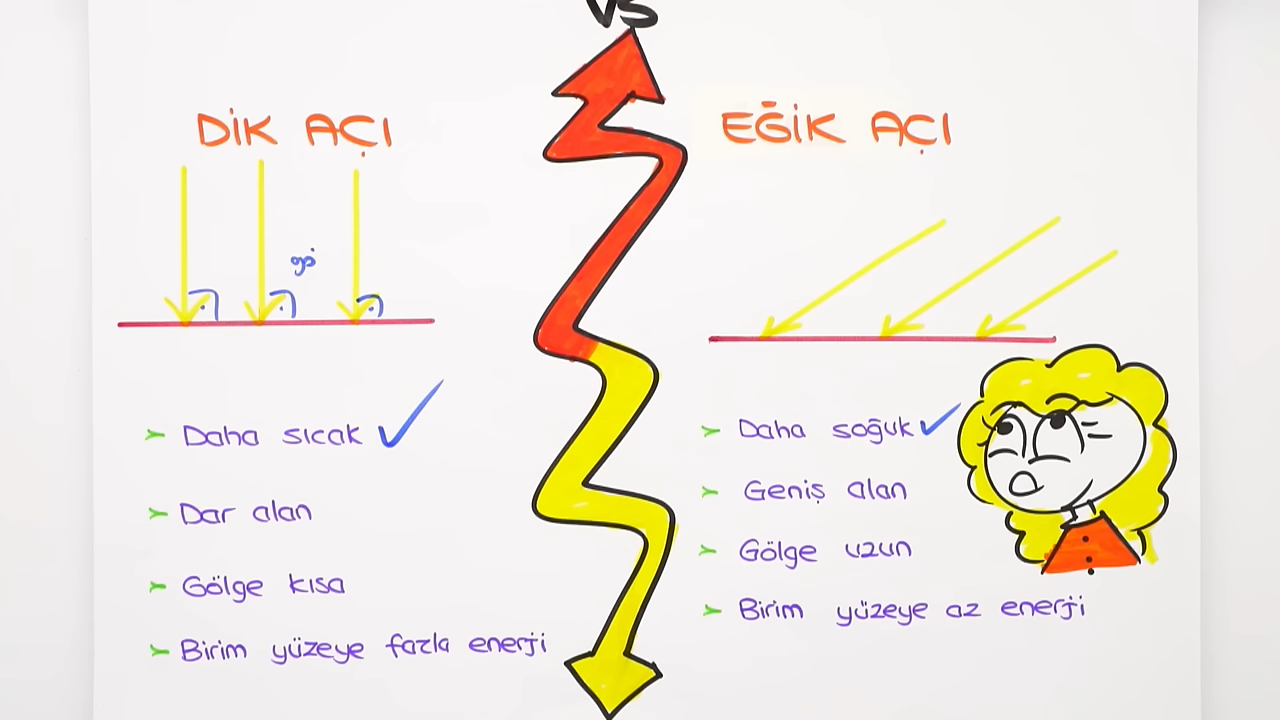 VS
DİK AÇI
90°
➤ Daha sıcak ✓
➤ Dar alan
➤ Gölge kısa
➤ Birim yüzeye fazla enerji
EĞİK AÇI
➤ Daha soğuk ✓
➤ Geniş alan
➤ Gölge uzun
➤ Birim yüzeye az enerji